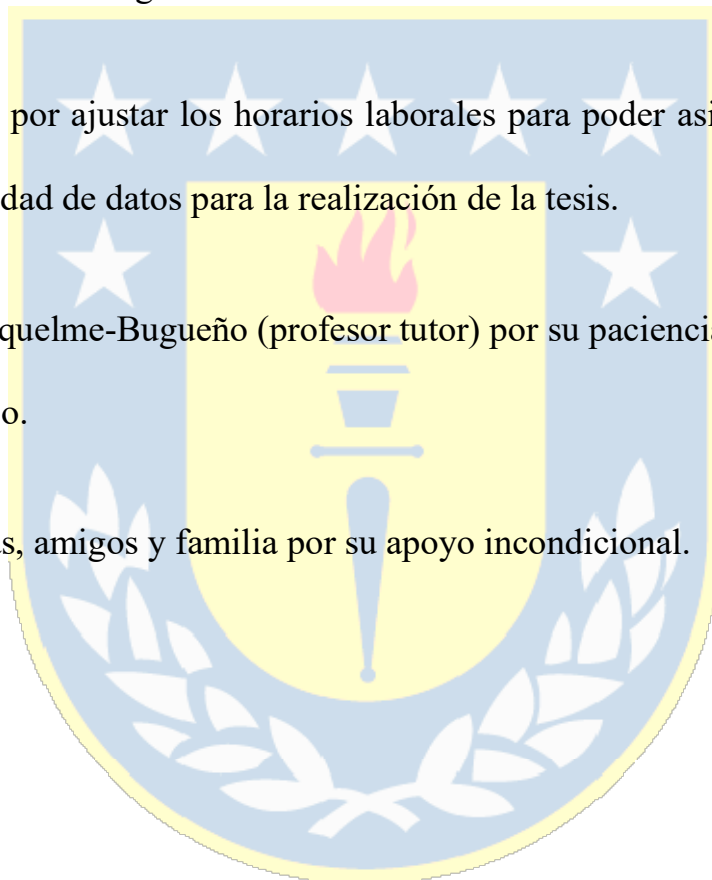 por ajustar los horarios laborales para poder asi
dad de datos para la realización de la tesis.
quelme-Bugueño (profesor tutor) por su paciencia
o.
s, amigos y familia por su apoyo incondicional.